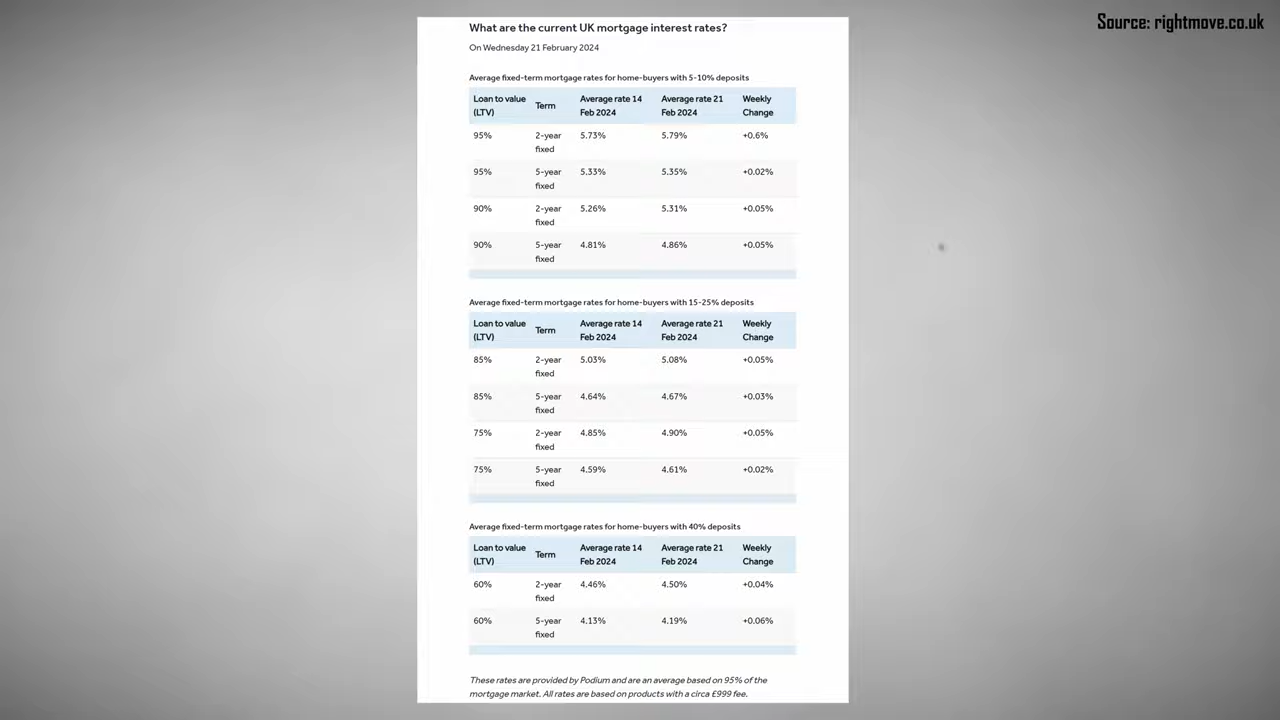 Source: rightmove.co.uk
What are the current UK mortgage interest rates?
On Wednesday 21 February 2024
Average fixed-term mortgage rates for home-buyers with 5-10% deposits
Loan to value (LTV) Term Average rate 14 Feb 2024 Average rate 21 Feb 2024 Weekly Change
95% 2-year fixed 5.73% 5.79% +0.6%
95% 5-year fixed 5.33% 5.35% +0.02%
90% 2-year fixed 5.26% 5.31% +0.05%
90% 5-year fixed 4.81% 4.86% +0.05%
Average fixed-term mortgage rates for home-buyers with 15-25% deposits
Loan to value (LTV) Term Average rate 14 Feb 2024 Average rate 21 Feb 2024 Weekly Change
85% 2-year fixed 5.03% 5.08% +0.05%
85% 5-year fixed 4.64% 4.67% +0.03%
75% 2-year fixed 4.85% 4.90% +0.05%
75% 5-year fixed 4.59% 4.61% +0.02%
Average fixed-term mortgage rates for home-buyers with 40% deposits
Loan to value (LTV) Term Average rate 14 Feb 2024 Average rate 21 Feb 2024 Weekly Change
60% 2-year fixed 4.46% 4.50% +0.04%
60% 5-year fixed 4.13% 4.19% +0.06%
These rates are provided by Podium and are an average based on 95% of the
mortgage market. All rates are based on products with a circa £999 fee.